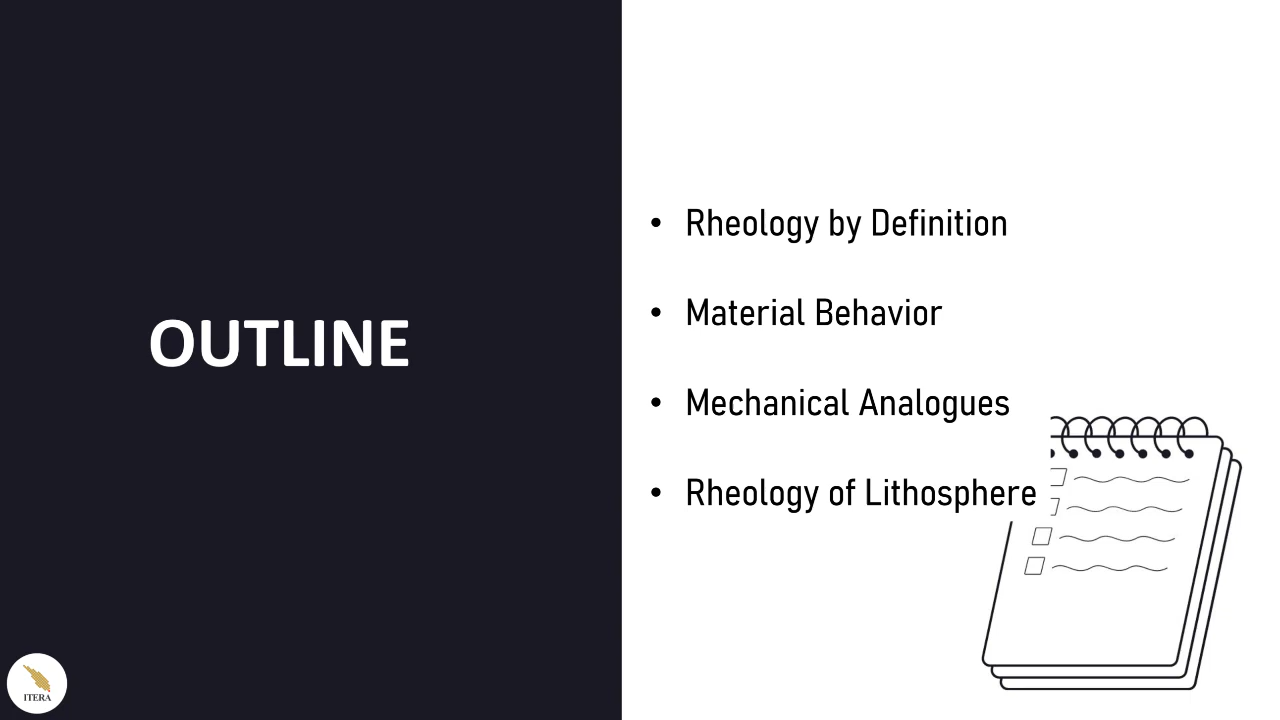 OUTLINE
• Rheology by Definition
• Material Behavior
• Mechanical Analogues
• Rheology of Lithosphere
ITERA